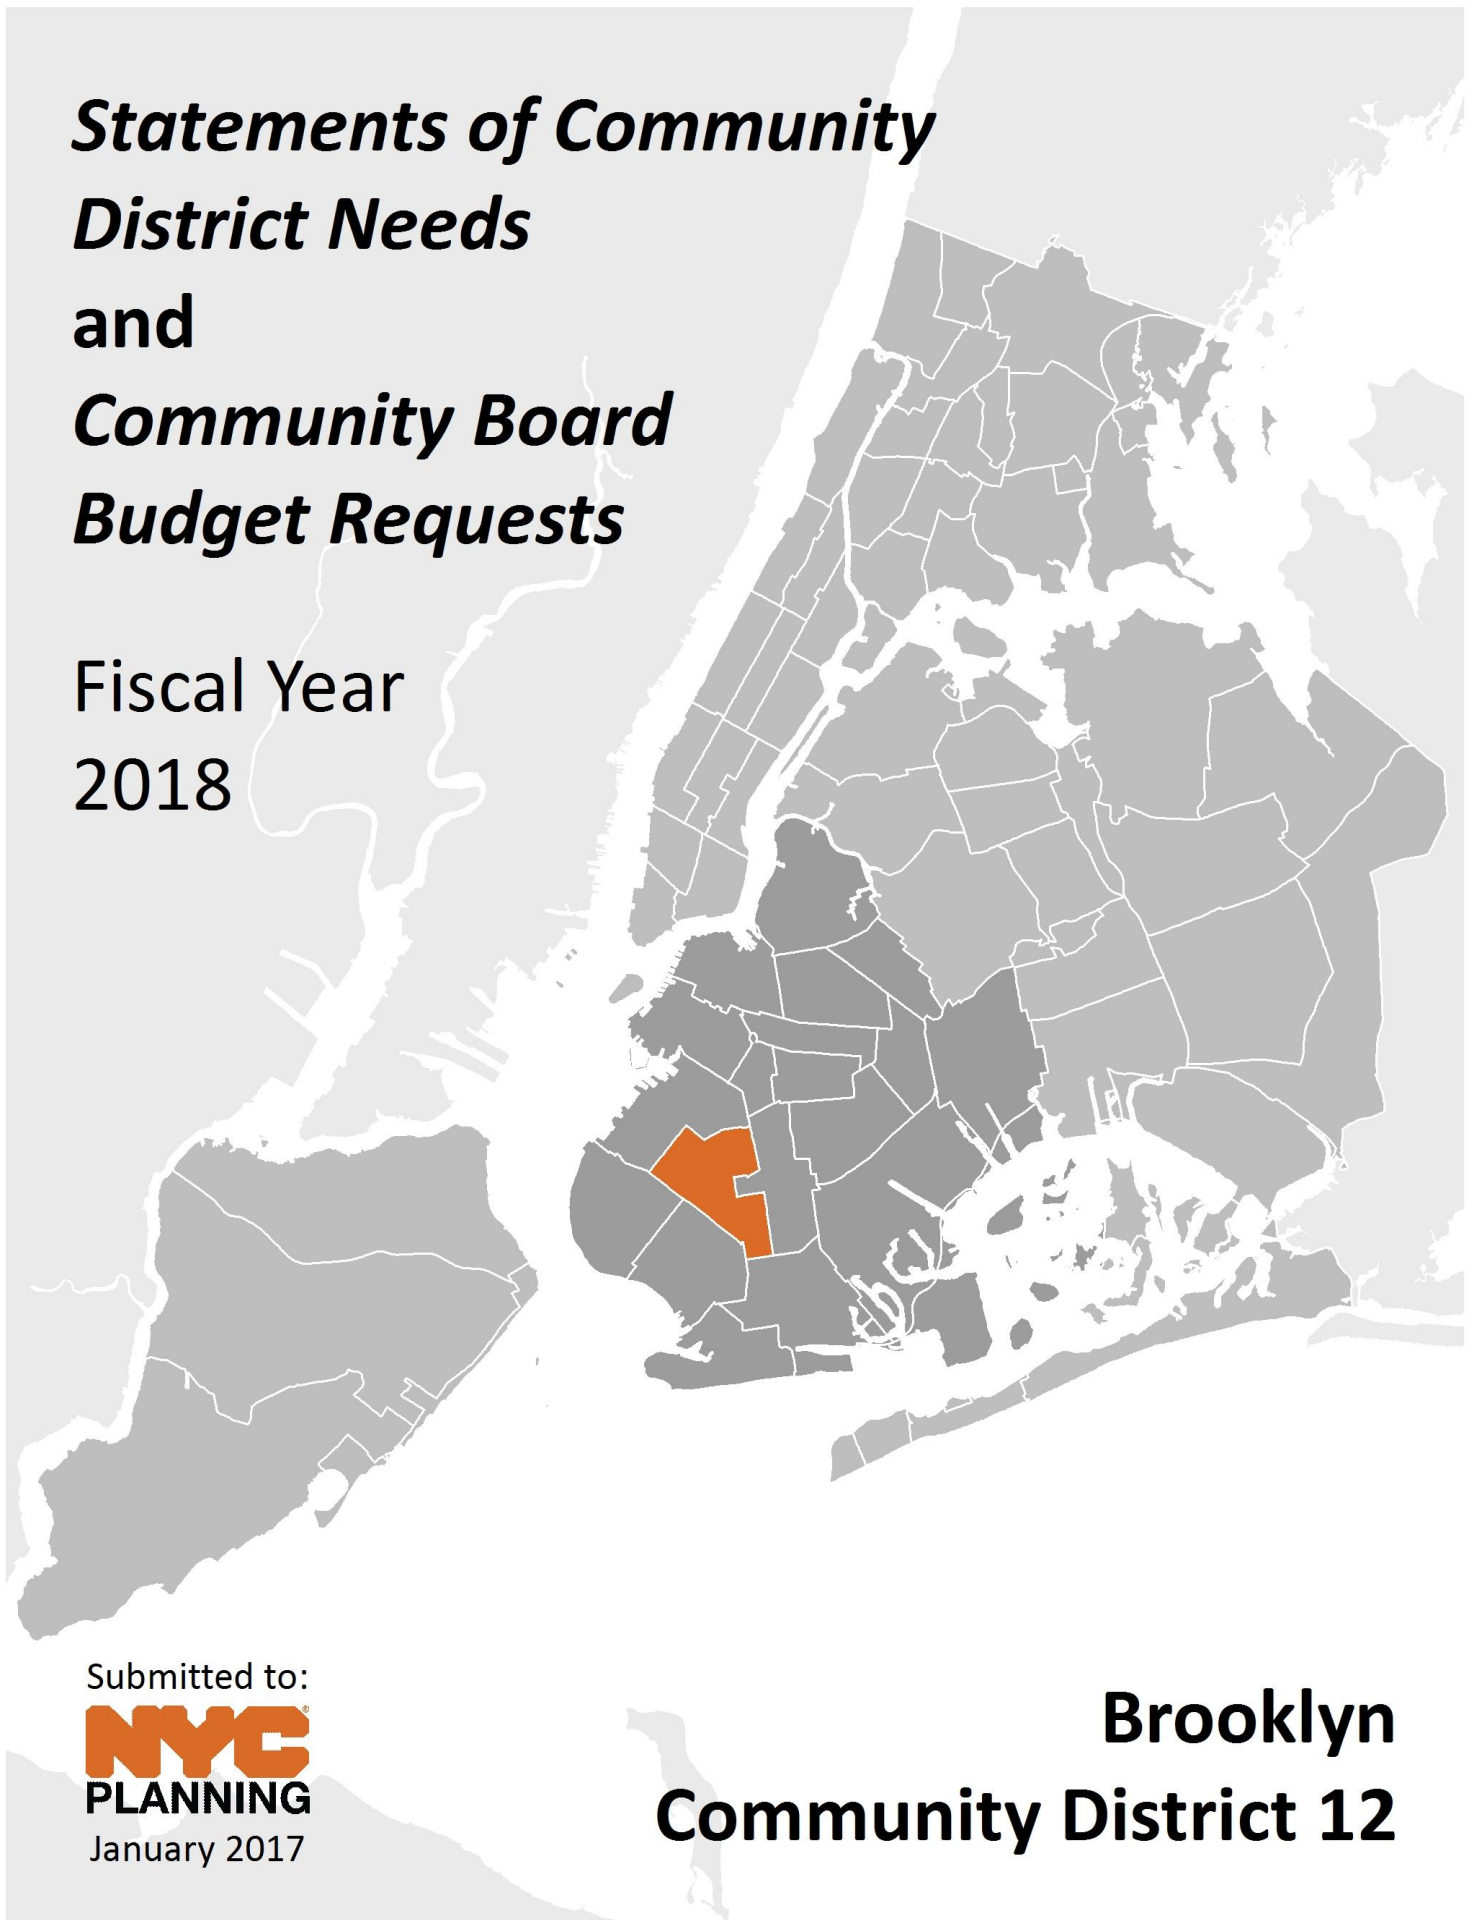 Statements of Community
District Needs
and
Community Board
Budget Requests
Fiscal Year
2018
Submitted to:
NYC®
PLANNING
January 2017
Brooklyn
Community District 12